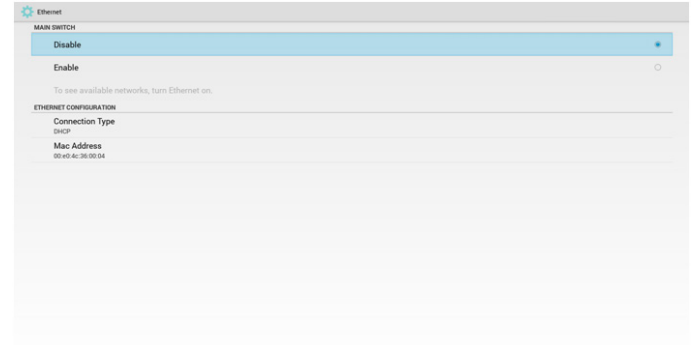 Ethernet
MAIN SWITCH
Disable
Enable
To see available networks, turn Ethernet on.
ETHERNET CONFIGURATION
Connection Type
DHCP
Mac Address
00:e0:4c:36:00:04